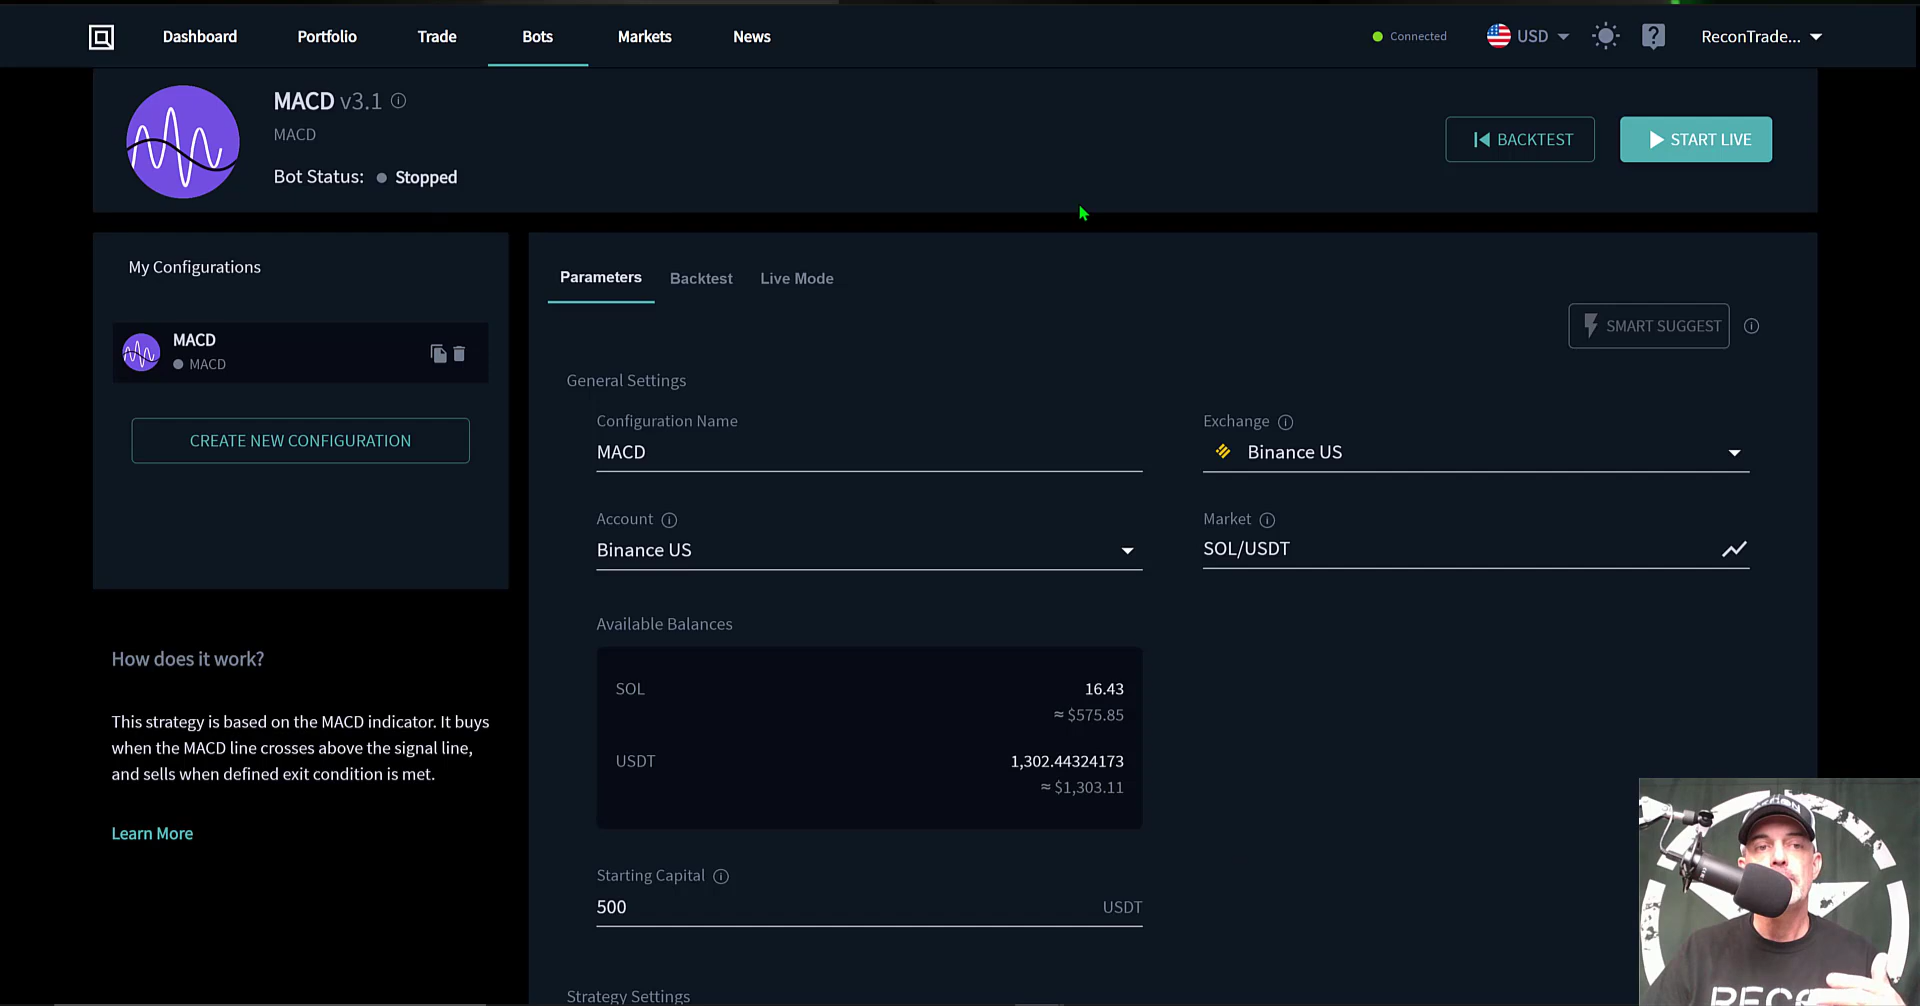 Dashboard
Portfolio
Trade
Bots
Markets
News
Connected
USD
ReconTrade...
MACD v3.1
MACD
Bot Status: Stopped
BACKTEST
START LIVE
My Configurations
MACD
MACD
CREATE NEW CONFIGURATION
How does it work?
This strategy is based on the MACD indicator. It buys
when the MACD line crosses above the signal line,
and sells when defined exit condition is met.
Learn More
Parameters
Backtest
Live Mode
SMART SUGGEST
General Settings
Configuration Name
MACD
Exchange
Binance US
Account
Binance US
Market
SOL/USDT
Available Balances
SOL
16.43
≈ $575.85
USDT
1,302.44324173
≈ $1,303.11
Starting Capital
500
USDT
Strategy Settings